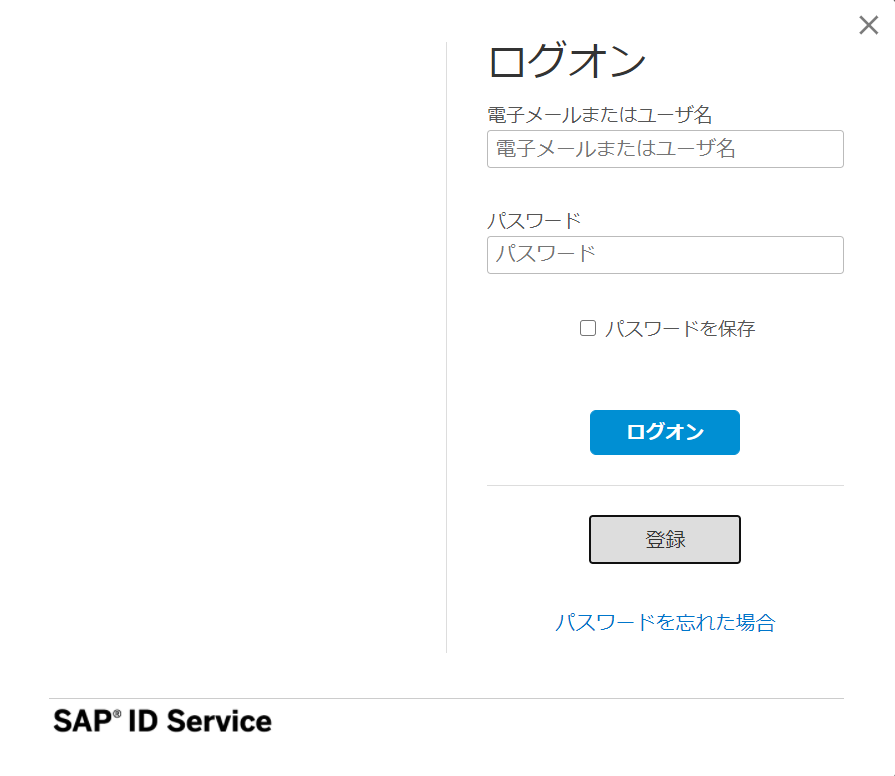 ログオン
電子メールまたはユーザ名
電子メールまたはユーザ名
パスワード
パスワード
パスワードを保存
ログオン
登録
パスワードを忘れた場合
SAP® ID Service